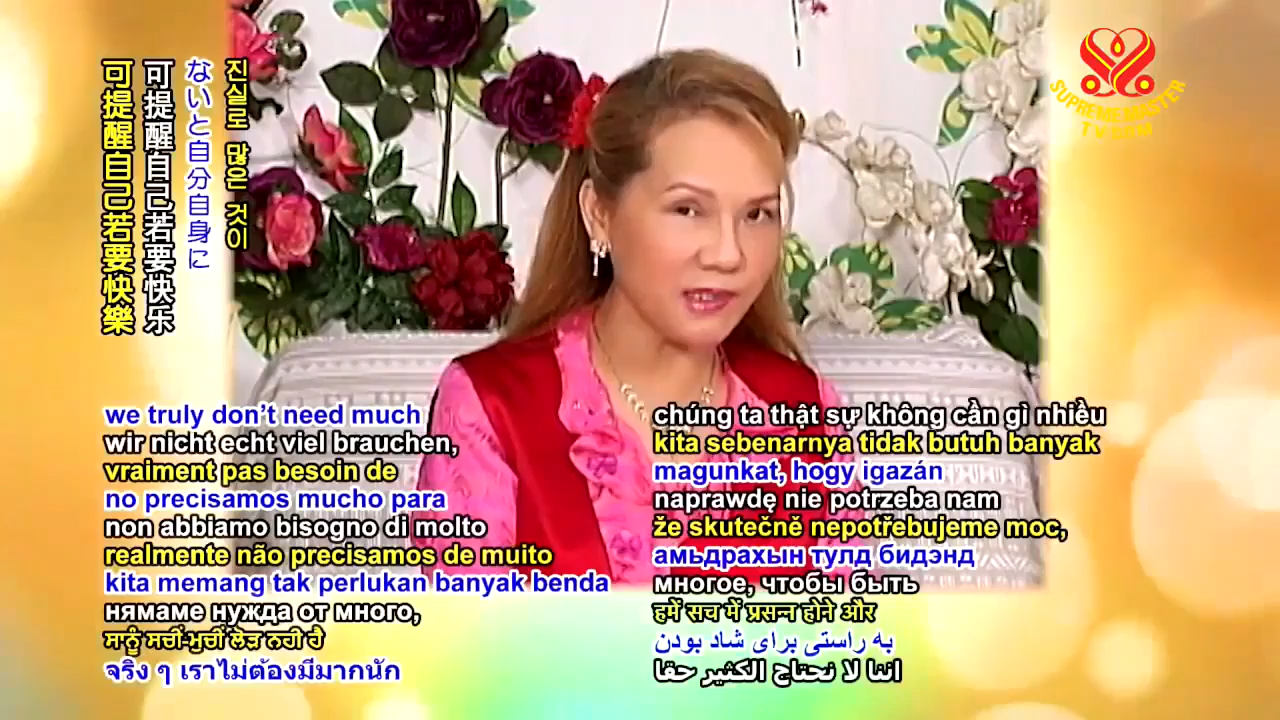 진실로 많은 것이
ないと自分自身に
可提醒自己若要快乐
可提醒自己若要快樂
SUPREMEMASTER
TV.COM
we truly don't need much
wir nicht echt viel brauchen,
vraiment pas besoin de
no precisamos mucho para
non abbiamo bisogno di molto
realmente não precisamos de muito
kita memang tak perlukan banyak benda
нямаме нужда от много,
ਸਾਨੂੰ ਸਚੀਂ-ਮੁਚੀਂ ਲੋੜ ਨਹੀ ਹੈ
จริง ๆ เราไม่ต้องมีมากนัก
chúng ta thật sự không cần gì nhiều
kita sebenarnya tidak butuh banyak
magunkat, hogy igazán
naprawdę nie potrzeba nam
že skutečně nepotřebujeme moc,
амьдрахын тулд бидэнд
многое, чтобы быть
हमें सच में प्रसन्न होने और
به راستی برای شاد بودن
اننا لا نحتاج الكثير حقا